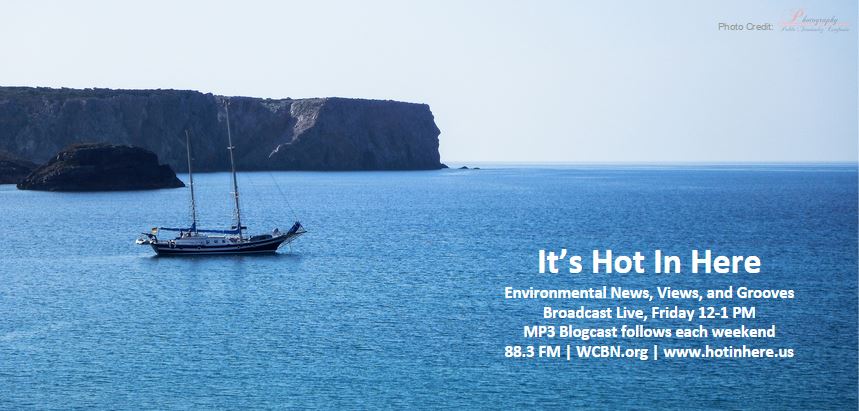 Photo Credit: Photography
It's Hot In Here
Environmental News, Views, and Grooves
Broadcast Live, Friday 12-1 PM
MP3 Blogcast follows each weekend
88.3 FM | WCBN.org | www.hotinhere.us